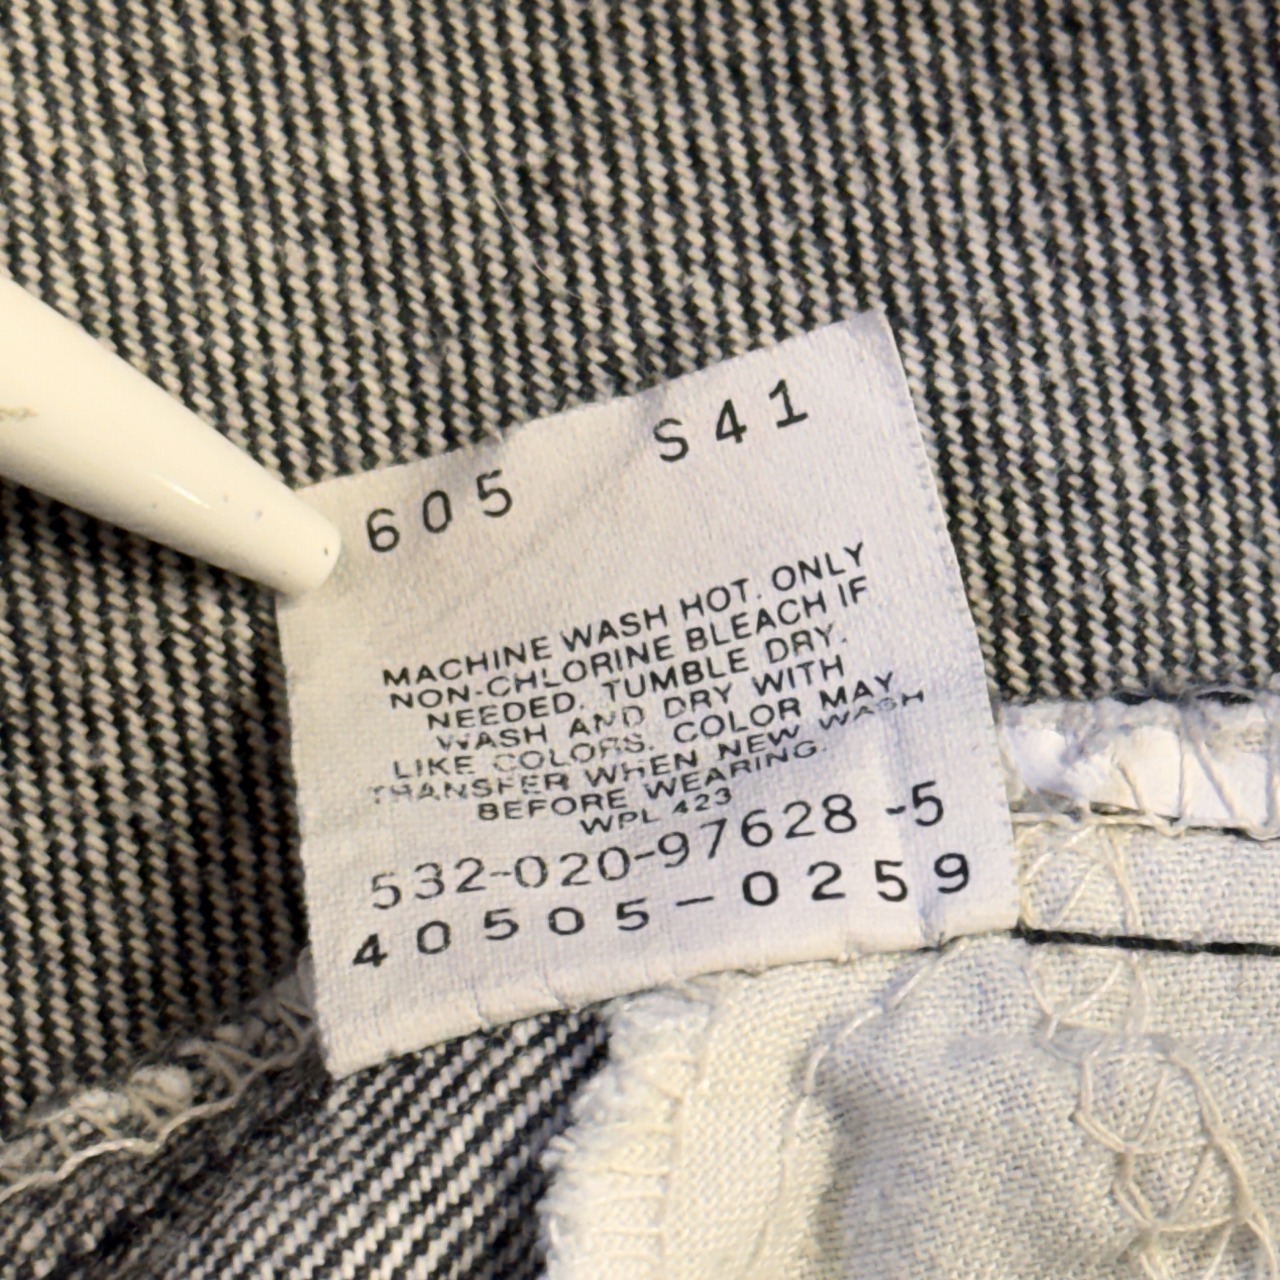 605 S41
MACHINE WASH HOT. ONLY
NON-CHLORINE BLEACH IF
NEEDED. TUMBLE DRY.
WASH AND DRY WITH
LIKE COLORS. COLOR MAY
TRANSFER WHEN NEW WASH
BEFORE WEARING.
WPL 423
532-020-97628 -5
40505-0259